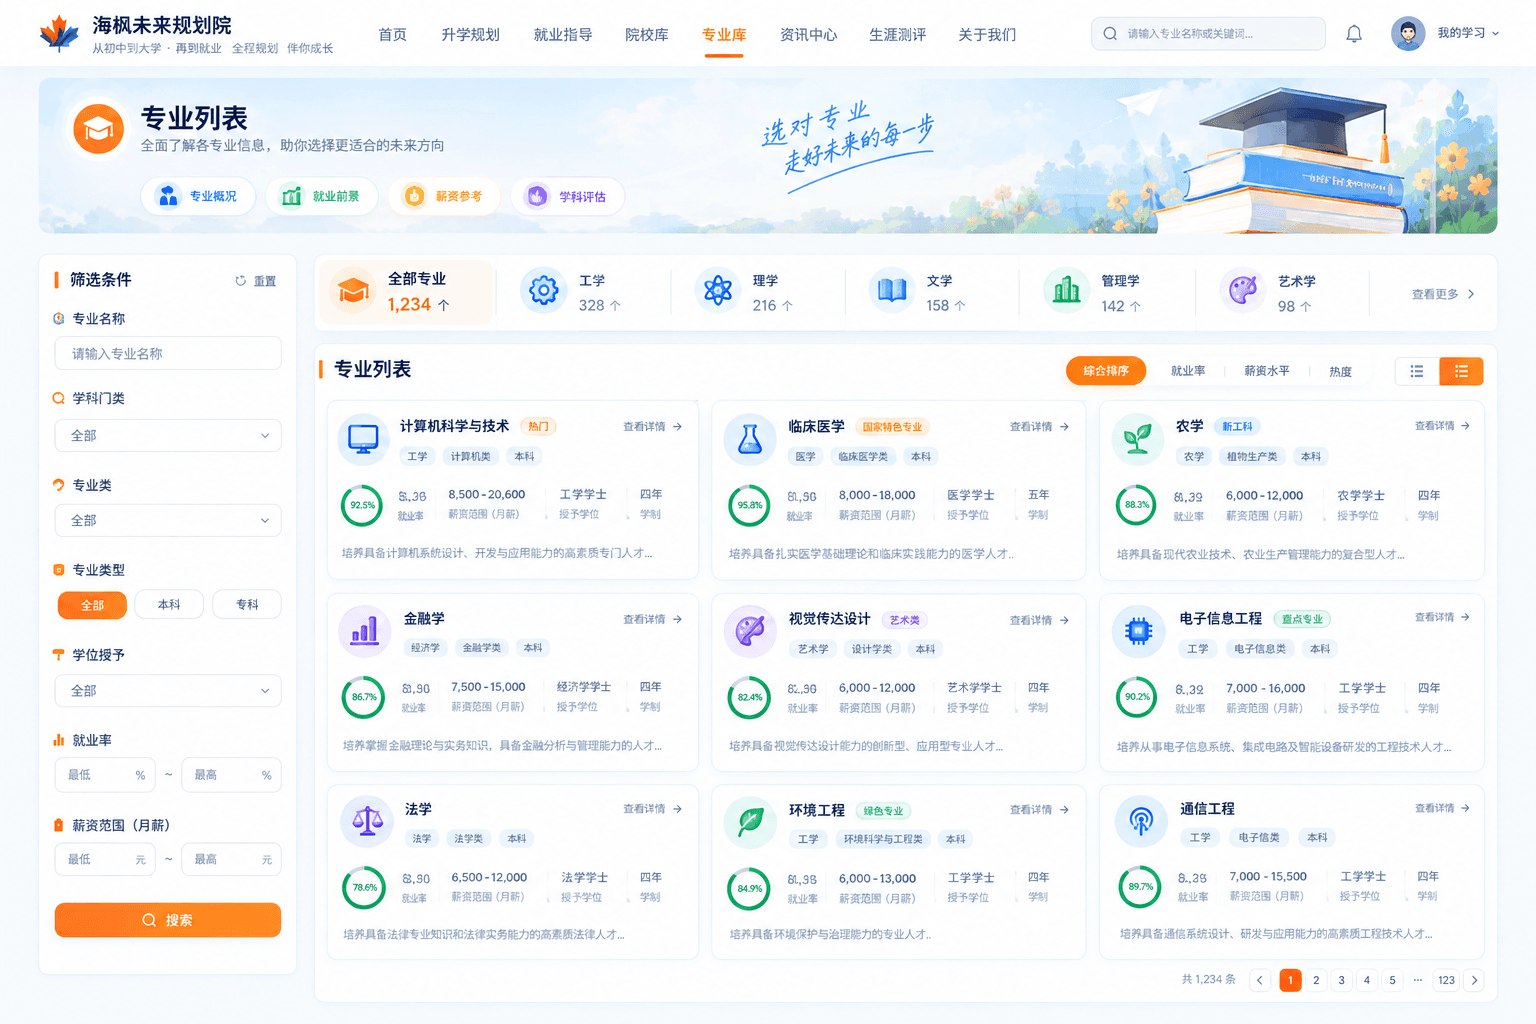 海枫未来规划院
从初中到大学 · 再到就业 全程规划 伴你成长
首页 升学规划 就业指导 院校库 专业库 资讯中心 生涯测评 关于我们
请输入专业名称或关键词...
我的学习
专业列表
全面了解各专业信息，助你选择更适合的未来方向
选对专业
走好未来的每一步
专业概况 就业前景 薪资参考 学科评估
筛选条件 重置
专业名称
请输入专业名称
学科门类
全部
专业类
全部
专业类型
全部 本科 专科
学位授予
全部
就业率
最低 % ~ 最高 %
薪资范围（月薪）
最低 元 ~ 最高 元
搜索
全部专业 1,234 个
工学 328 个
理学 216 个
文学 158 个
管理学 142 个
艺术学 98 个
查看更多
专业列表
综合排序 就业率 薪资水平 热度
计算机科学与技术 热门 查看详情 →
工学 计算机类 本科
92.5% 8,500-20,600 工学学士 四年
就业率 薪资范围（月薪） 授予学位 学制
培养具备计算机系统设计、开发与应用能力的高素质专门人才...
临床医学 国家特色专业 查看详情 →
医学 临床医学类 本科
95.8% 8,000-18,000 医学学士 五年
就业率 薪资范围（月薪） 授予学位 学制
培养具备扎实医学基础理论和临床实践能力的医学人才..
农学 新工科 查看详情 →
农学 植物生产类 本科
88.3% 6,000-12,000 农学学士 四年
就业率 薪资范围（月薪） 授予学位 学制
培养具备现代农业技术、农业生产管理能力的复合型人才...
金融学 查看详情 →
经济学 金融学类 本科
86.7% 7,500-15,000 经济学学士 四年
就业率 薪资范围（月薪） 授予学位 学制
培养掌握金融理论与实务知识，具备金融分析与管理能力的人才...
视觉传达设计 艺术类 查看详情 →
艺术学 设计学类 本科
82.4% 6,000-12,000 艺术学学士 四年
就业率 薪资范围（月薪） 授予学位 学制
培养具备视觉传达设计能力的创新型、应用型专业人才...
电子信息工程 查看详情 →
工学 电子信息类 本科
90.2% 7,000-16,000 工学学士 四年
就业率 薪资范围（月薪） 授予学位 学制
培养从事电子信息系统、集成电路及智能设备研发的工程技术人才...
法学 查看详情 →
法学 法学类 本科
78.6% 6,500-12,000 法学学士 四年
就业率 薪资范围（月薪） 授予学位 学制
培养具备法律专业知识和法律实务能力的高素质法律人才...
环境工程 绿色专业 查看详情 →
工学 环境科学与工程类 本科
84.9% 6,000-13,000 工学学士 四年
就业率 薪资范围（月薪） 授予学位 学制
培养具备环境保护与治理能力的专业人才..
通信工程 查看详情 →
工学 电子信类 本科
89.7% 7,000-15,500 工学学士 四年
就业率 薪资范围（月薪） 授予学位 学制
培养具备通信系统设计、研发与应用能力的高素质工程技术人才...
共 1,234 条 < 1 2 3 4 5 ... 123 >